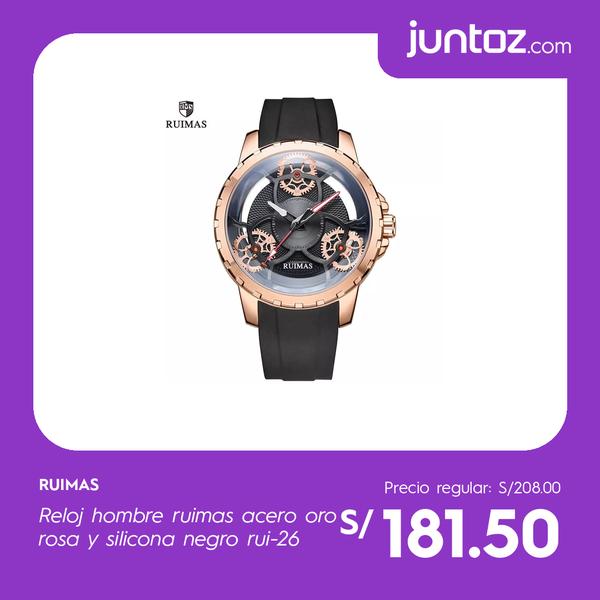 juntoz.com
RUIMAS
RUIMAS
RUIMAS
Precio regular: S/208.00
Reloj hombre ruimas acero oro
rosa y silicona negro rui-26
S/ 181.50